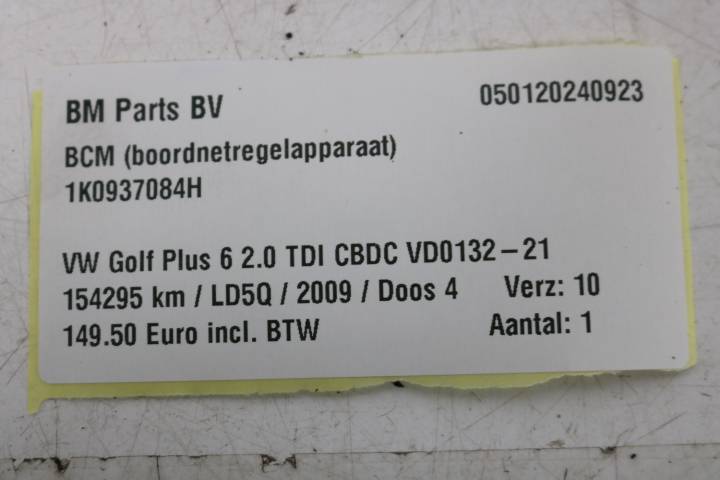 BM Parts BV 050120240923
BCM (boordnetregelapparaat)
1K0937084H
VW Golf Plus 6 2.0 TDI CBDC VD0132-21
154295 km / LD5Q / 2009 / Doos 4 Verz: 10
149.50 Euro incl. BTW Aantal: 1